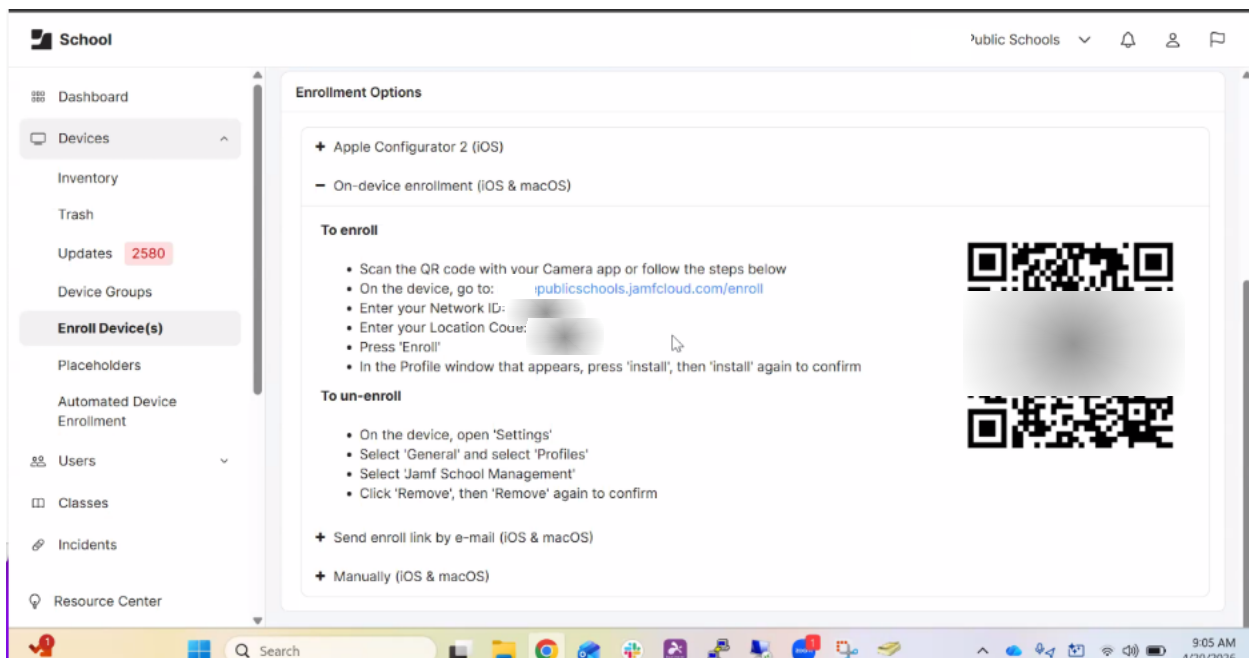 School
Public Schools
Dashboard
Devices
Inventory
Trash
Updates 2580
Device Groups
Enroll Device(s)
Placeholders
Automated Device
Enrollment
Users
Classes
Incidents
Resource Center
Enrollment Options
+ Apple Configurator 2 (iOS)
− On-device enrollment (iOS & macOS)
To enroll
• Scan the QR code with your Camera app or follow the steps below
• On the device, go to: publicschools.jamfcloud.com/enroll
• Enter your Network ID:
• Enter your Location Code:
• Press 'Enroll'
• In the Profile window that appears, press 'install', then 'install' again to confirm
To un-enroll
• On the device, open 'Settings'
• Select 'General' and select 'Profiles'
• Select 'Jamf School Management'
• Click 'Remove', then 'Remove' again to confirm
+ Send enroll link by e-mail (iOS & macOS)
+ Manually (iOS & macOS)
1
Search
1
9:05 AM